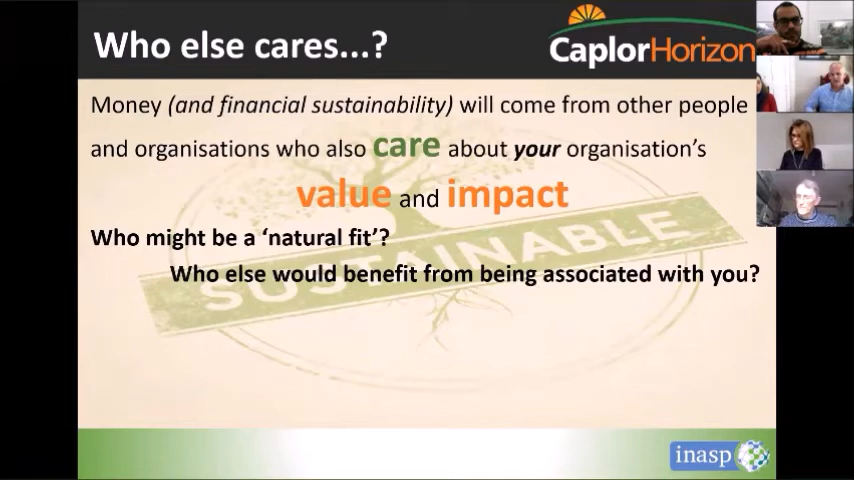 Who else cares...?
CaplorHorizon
Money (and financial sustainability) will come from other people
and organisations who also care about your organisation's
value and impact
Who might be a 'natural fit'?
Who else would benefit from being associated with you?
SUSTAINABLE
inasp